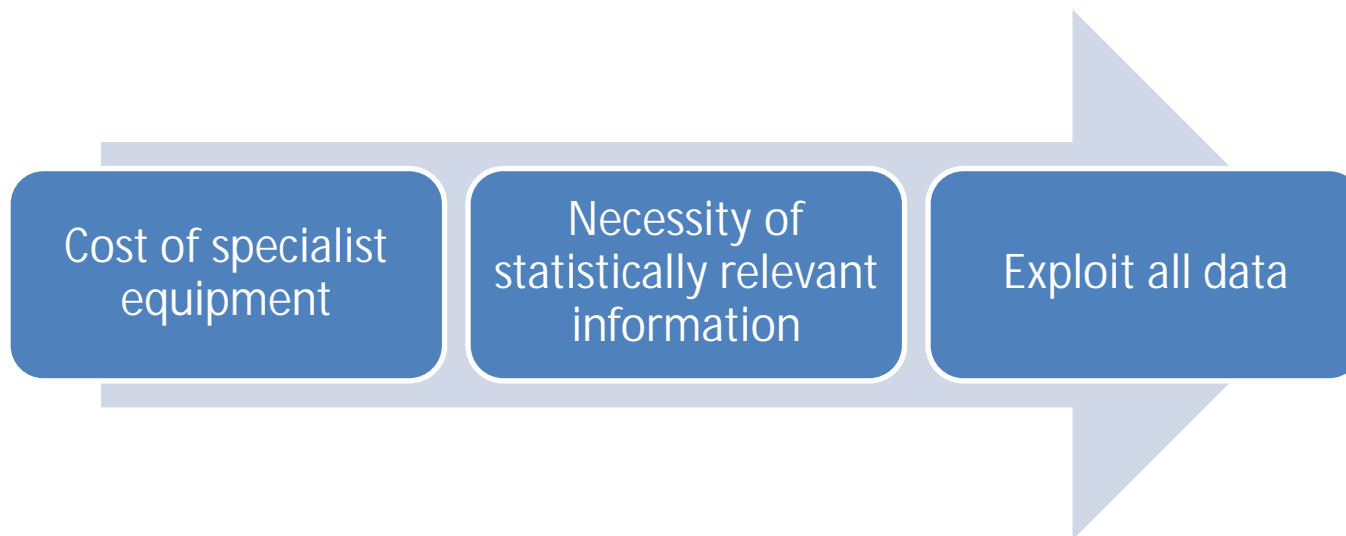 Cost of specialist
equipment
Necessity of
statistically relevant
information
Exploit all data